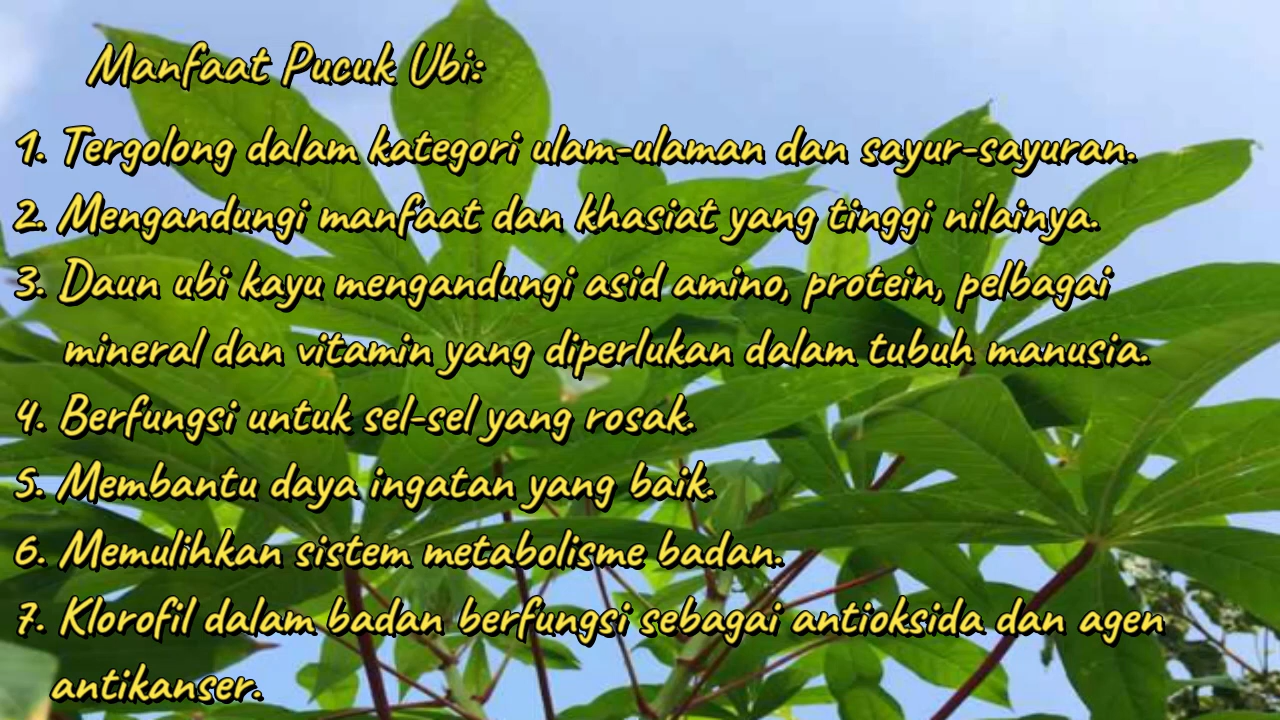 Manfaat Pucuk Ubi:
1. Tergolong dalam kategori ulam-ulaman dan sayur-sayuran.
2. Mengandungi manfaat dan khasiat yang tinggi nilainya.
3. Daun ubi kayu mengandungi asid amino, protein, pelbagai
mineral dan vitamin yang diperlukan dalam tubuh manusia.
4. Berfungsi untuk sel-sel yang rosak.
5. Membantu daya ingatan yang baik.
6. Memulihkan sistem metabolisme badan.
7. Klorofil dalam badan berfungsi sebagai antioksida dan agen
antikanser.